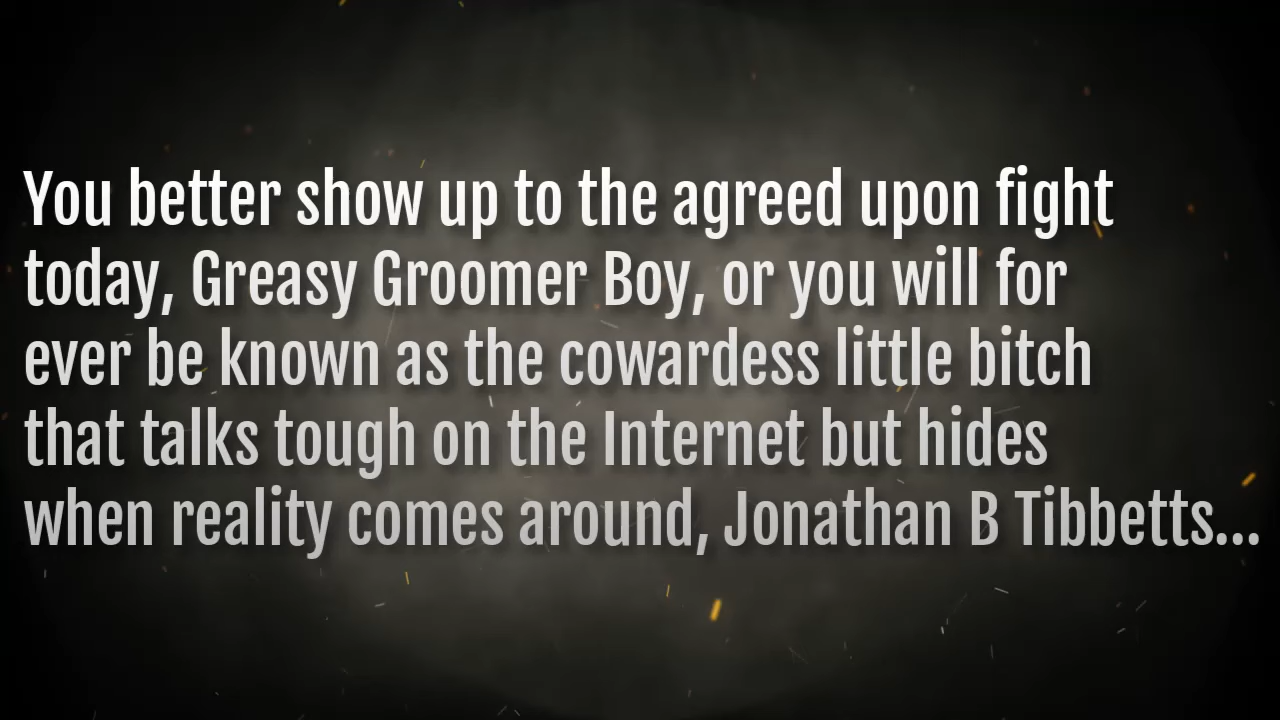 You better show up to the agreed upon fight
today, Greasy Groomer Boy, or you will for
ever be known as the cowardess little bitch
that talks tough on the Internet but hides
when reality comes around, Jonathan B Tibbetts...